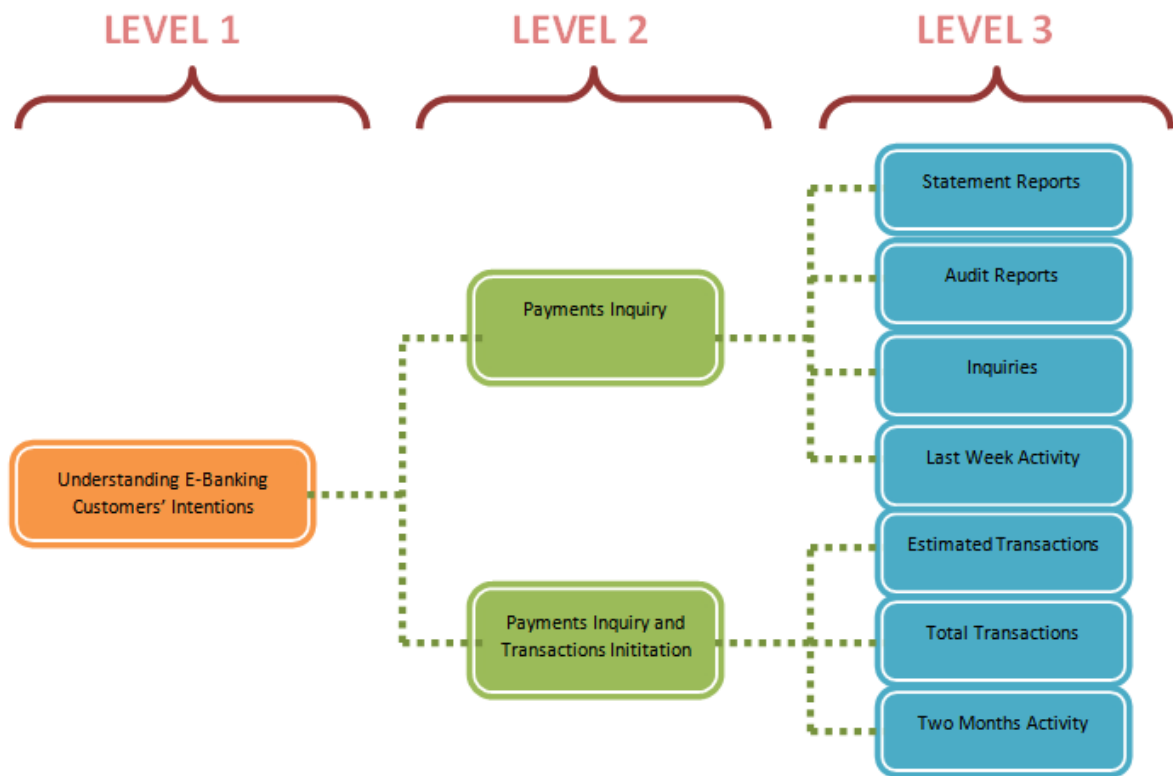 LEVEL 1
LEVEL 2
LEVEL 3
Statement Reports
Audit Reports
Payments Inquiry
Inquiries
Last Week Activity
Understanding E-Banking
Customers’ Intentions
Estimated Transactions
Payments Inquiry and
Transactions Inititation
Total Transactions
Two Months Activity